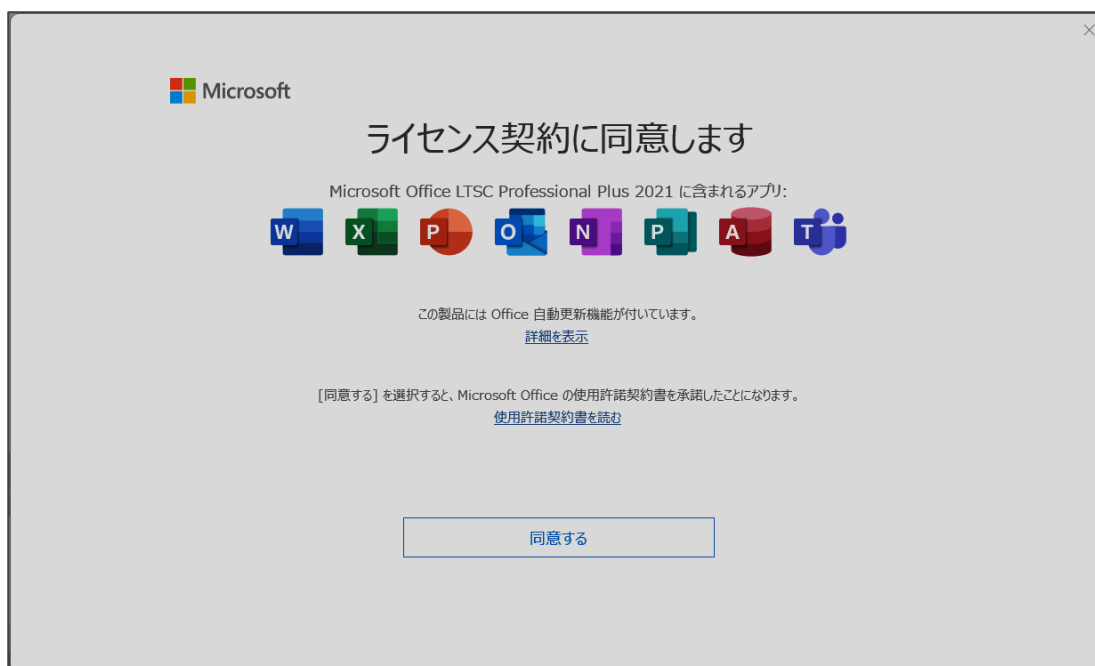 Microsoft
ライセンス契約に同意します
Microsoft Office LTSC Professional Plus 2021 に含まれるアプリ:
W X P O N P A T
この製品には Office 自動更新機能が付いています。
詳細を表示
[同意する] を選択すると、Microsoft Office の使用許諾契約書を承諾したことになります。
使用許諾契約書を読む
同意する